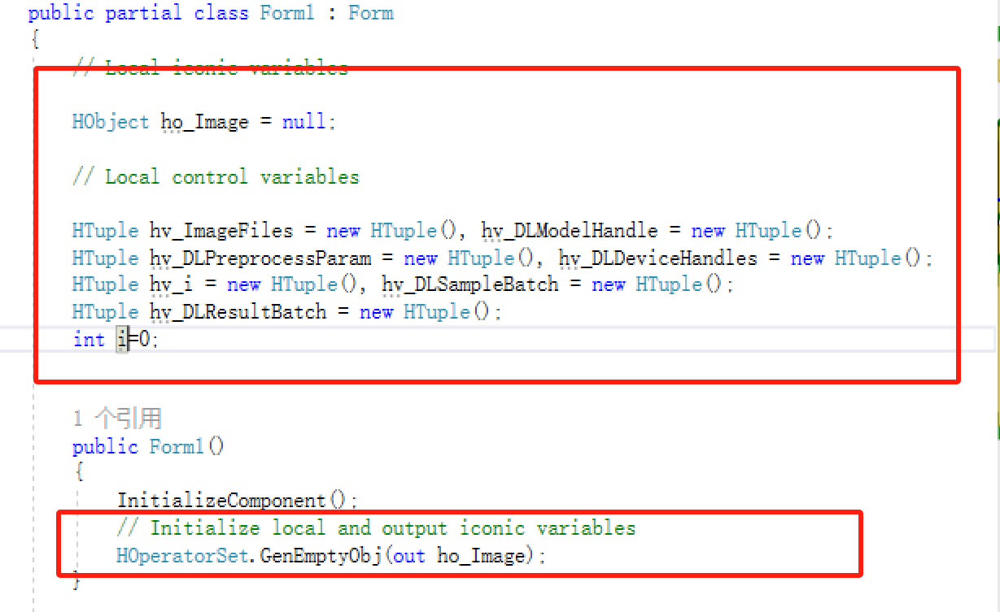 public partial class Form1 : Form
{
// Local iconic variables
HObject ho_Image = null;
// Local control variables
HTuple hv_ImageFiles = new HTuple(), hv_DLModelHandle = new HTuple();
HTuple hv_DLPreprocessParam = new HTuple(), hv_DLDeviceHandles = new HTuple();
HTuple hv_i = new HTuple(), hv_DLSampleBatch = new HTuple();
HTuple hv_DLResultBatch = new HTuple();
int i=0;
1 个引用
public Form1()
{
InitializeComponent();
// Initialize local and output iconic variables
HOperatorSet.GenEmptyObj(out ho_Image);
}